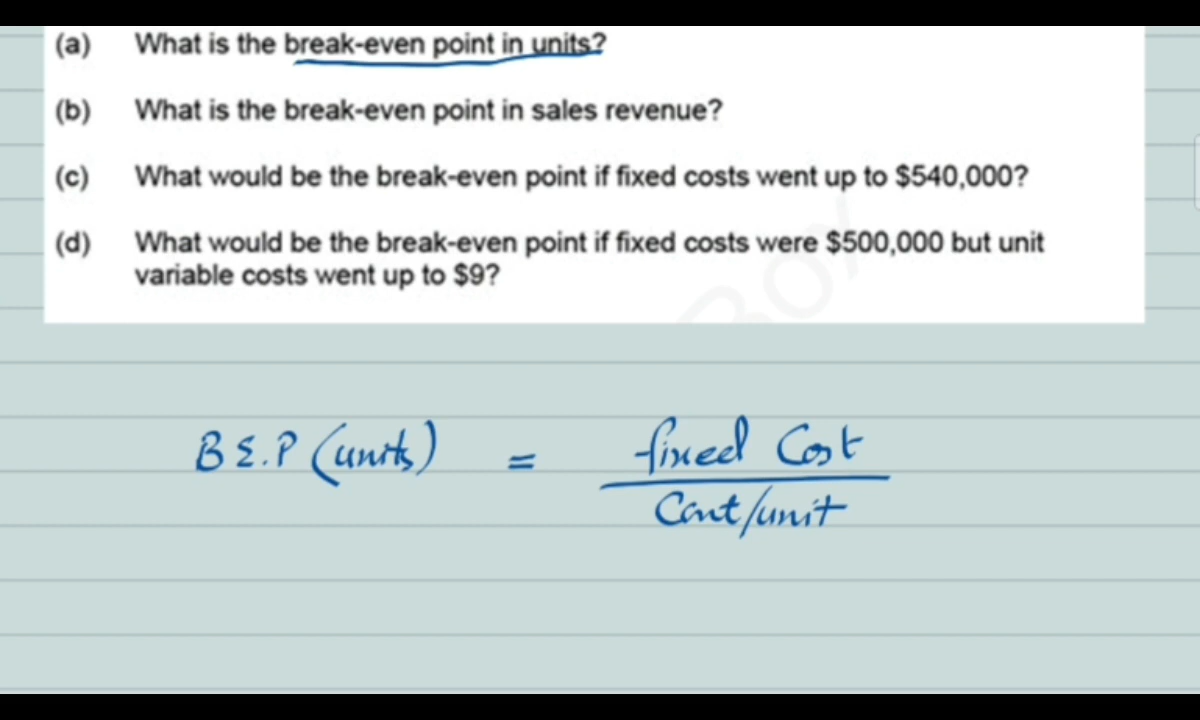 (a) What is the break-even point in units?
(b) What is the break-even point in sales revenue?
(c) What would be the break-even point if fixed costs went up to $540,000?
(d) What would be the break-even point if fixed costs were $500,000 but unit
variable costs went up to $9?
Box
B E.P (units) = fixed Cost
Cont/unit